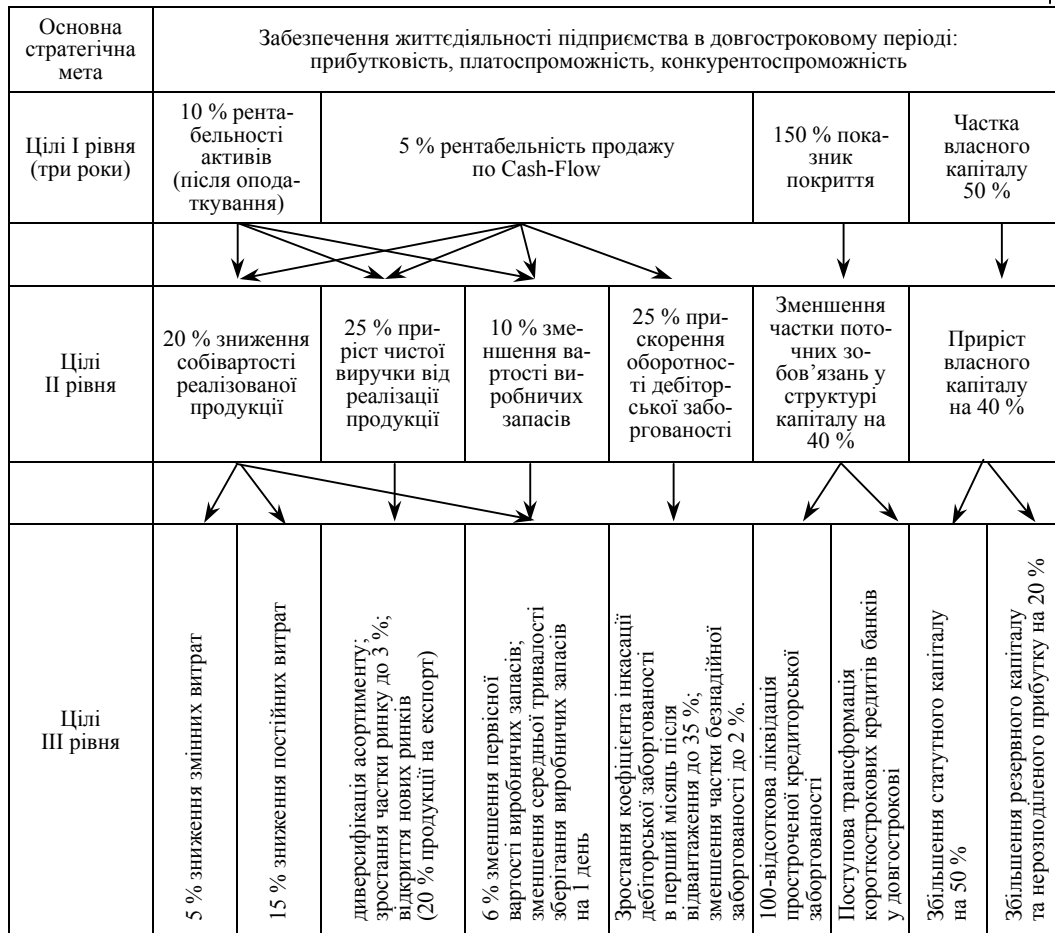 Основна
стратегічна
мета
Забезпечення життєдіяльності підприємства в довгостроковому періоді:
прибутковість, платоспроможність, конкурентоспроможність
Цілі I рівня
(три роки)
10 % рента-
бельності
активів
(після опода-
ткування)
5 % рентабельність продажу
по Cash-Flow
150 % пока-
зник
покриття
Частка
власного
капіталу
50 %
Цілі
II рівня
20 % зниження
собівартості
реалізованої
продукції
25 % при-
ріст чистої
виручки від
реалізації
продукції
10 % зме-
ншення ва-
ртості ви-
робничих
запасів
25 % при-
скорення
оборотнос-
ті дебітор-
ської забо-
ргованості
Зменшення
частки пото-
чних зо-
бов’язань у
структурі
капіталу на
40 %
Приріст
власного
капіталу
на 40 %
Цілі
III рівня
5 % зниження змінних витрат
15 % зниження постійних витрат
диверсифікація асортименту;
зростання частки ринку до 3 %;
відкриття нових ринків
(20 % продукції на експорт)
6 % зменшення первісної
вартості виробничих запасів;
зменшення середньої тривалості
зберігання виробничих запасів
на 1 день
Зростання коефіцієнта інкасації
дебіторської заборгованості
в перший місяць після
відвантаження до 35 %;
зменшення частки безнадійної
заборгованості до 2 %.
100-відсоткова ліквідація
простроченої кредиторської
заборгованості
Поступова трансформація
короткострокових кредитів банків
у довгострокові
Збільшення статутного капіталу
на 50 %
Збільшення резервного капіталу
та нерозподіленого прибутку на 20 %